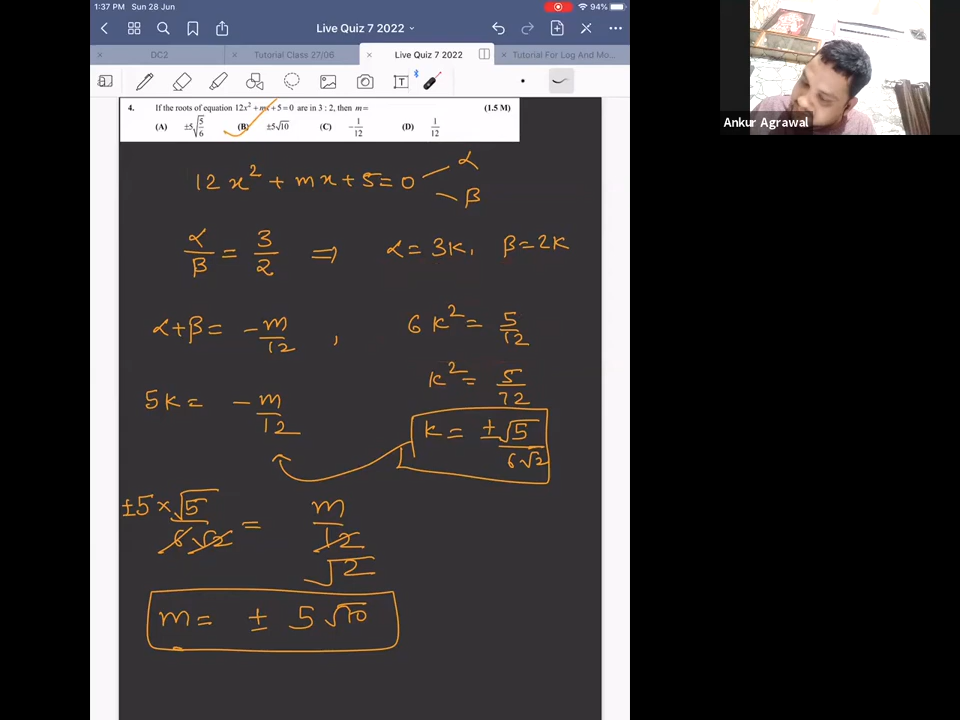 1:37 PM Sun 28 Jun
94%
Live Quiz 7 2022
DC2
Tutorial Class 27/06
Live Quiz 7 2022
Tutorial For Log And Mo...
Ankur Agrawal
4. If the roots of equation 12x² + mx + 5 = 0 are in 3 : 2, then m= (1.5 M)
(A) ±5√(5/6) (B) ±5√10 (C) -1/12 (D) 1/12
12x² + mx + 5 = 0 α
β
α/β = 3/2 ⇒ α = 3K, β = 2K
α+β = -m/12 , 6K² = 5/12
K² = 5/72
5K = -m/12
K = ±√5/6√2
±5×√5/6√2 = m/12
√2
m = ± 5√10